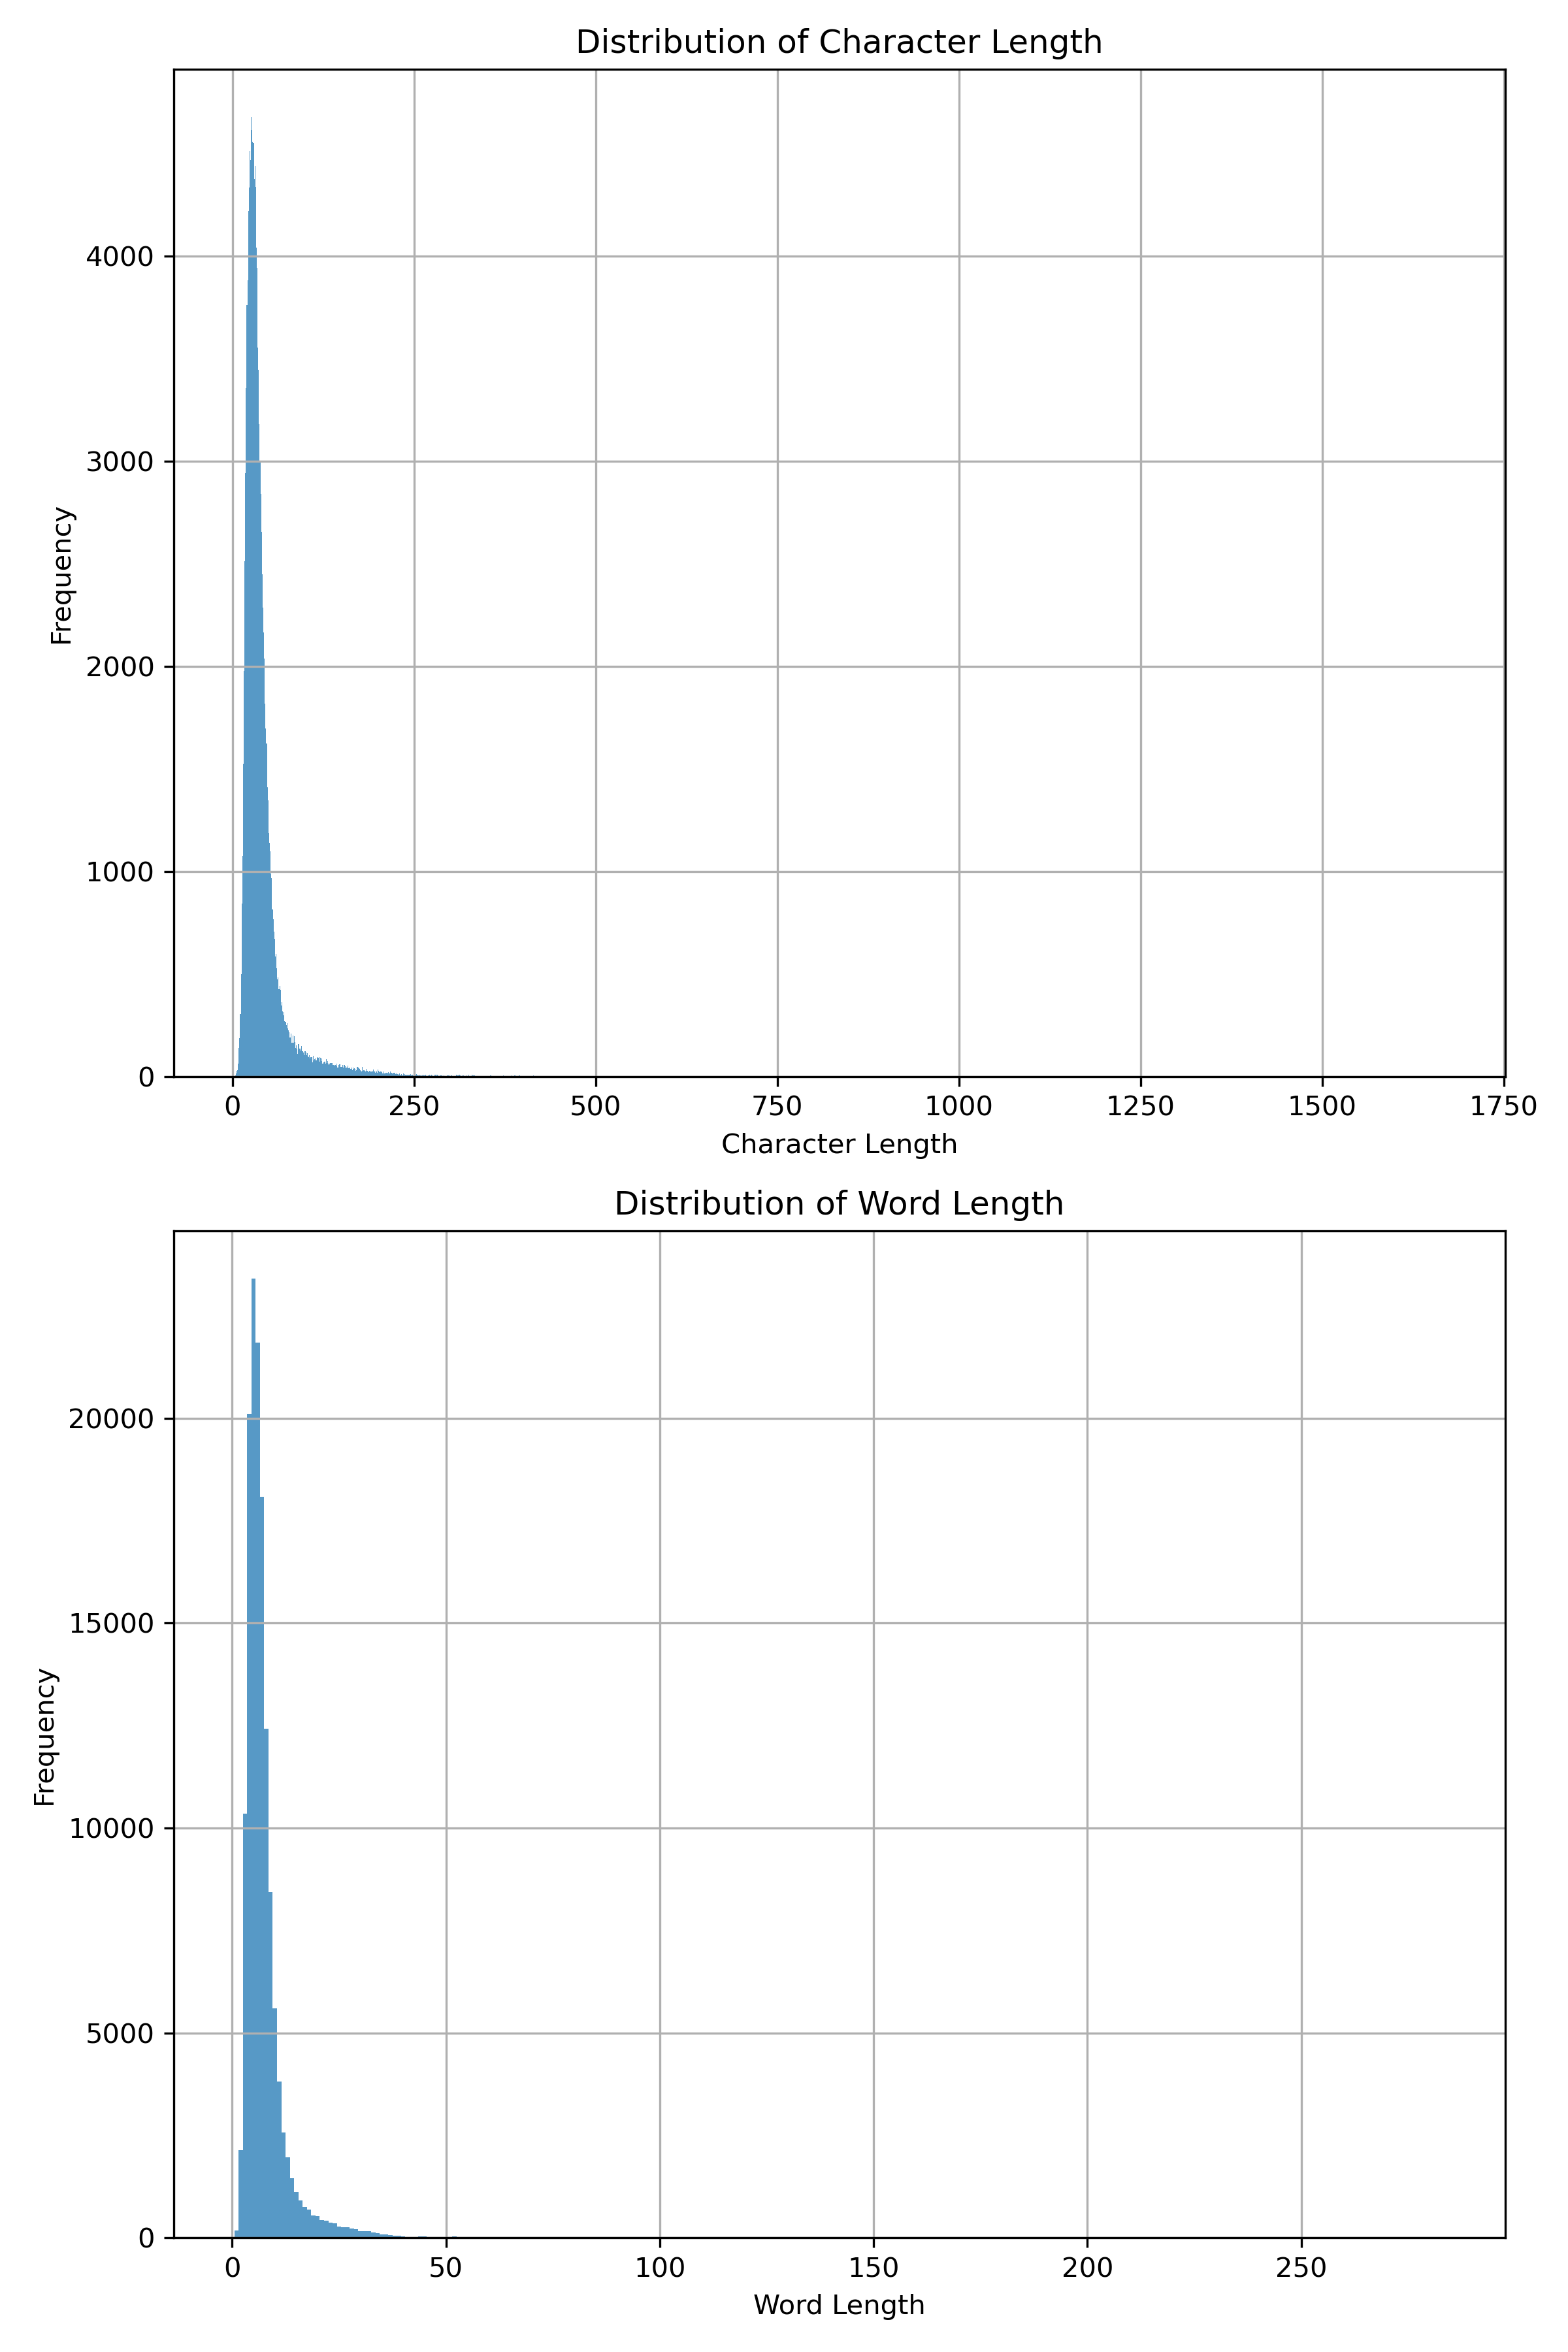 Distribution of Character Length
4000
3000
2000
1000
0
Frequency
0 250 500 750 1000 1250 1500 1750
Character Length
Distribution of Word Length
20000
15000
10000
5000
0
Frequency
0 50 100 150 200 250
Word Length